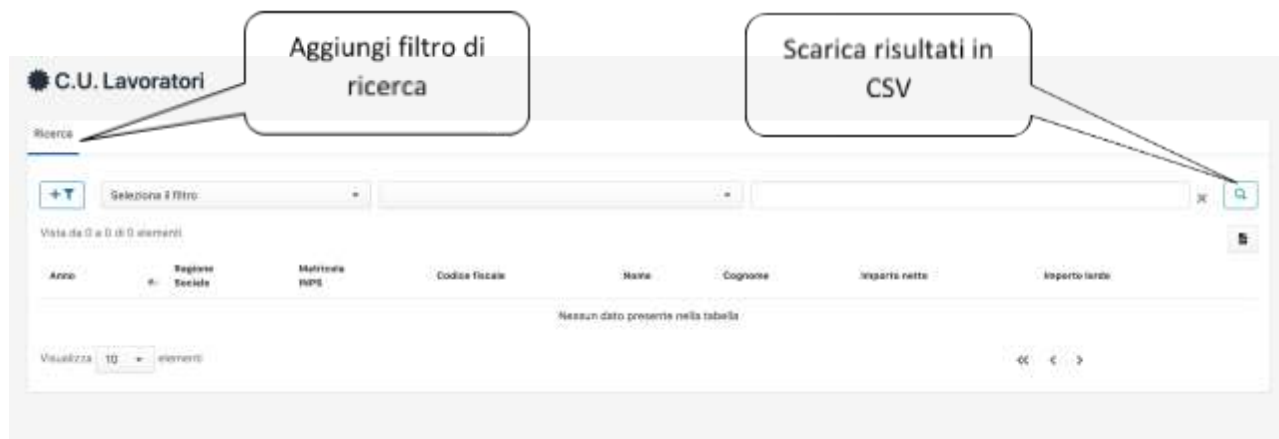 Aggiungi filtro di
ricerca
Scarica risultati in
CSV
C.U. Lavoratori
Ricerca
Seleziona il filtro
Vista da 0 a 0 di 0 elementi
Anno Ragione Sociale Matricola INPS Codice fiscale Nome Cognome Importo netto Importo lordo
Nessun dato presente nella tabella
Visualizza 10 elementi